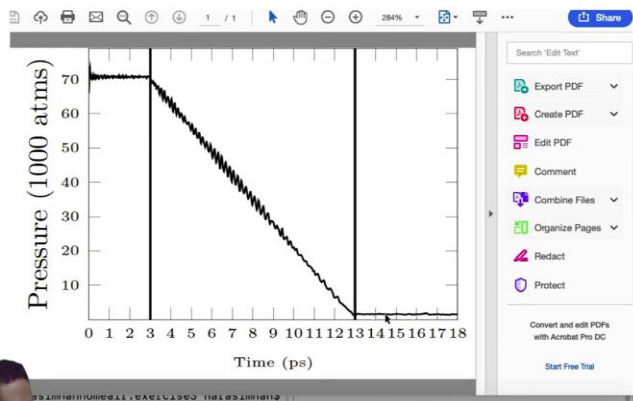 1 / 1
284%
Share
Search 'Edit Text'
Export PDF
Create PDF
Edit PDF
Comment
Combine Files
Organize Pages
Redact
Protect
Convert and edit PDFs
with Acrobat Pro DC
Start Free Trial
Pressure (1000 atms)
70
60
50
40
30
20
10
0 1 2 3 4 5 6 7 8 9 10 11 12 13 14 15 16 17 18
Time (ps)